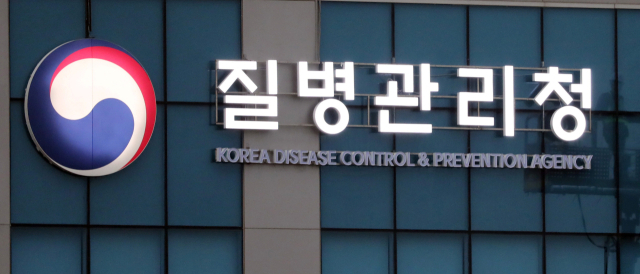 질병관리청
KOREA DISEASE CONTROL & PREVENTION AGENCY